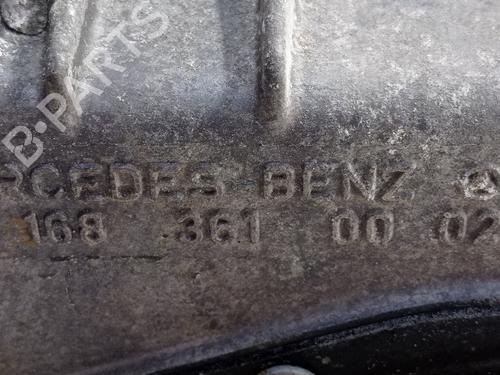 B-PARTS
RCEDES-BENZ
168 361 00 02